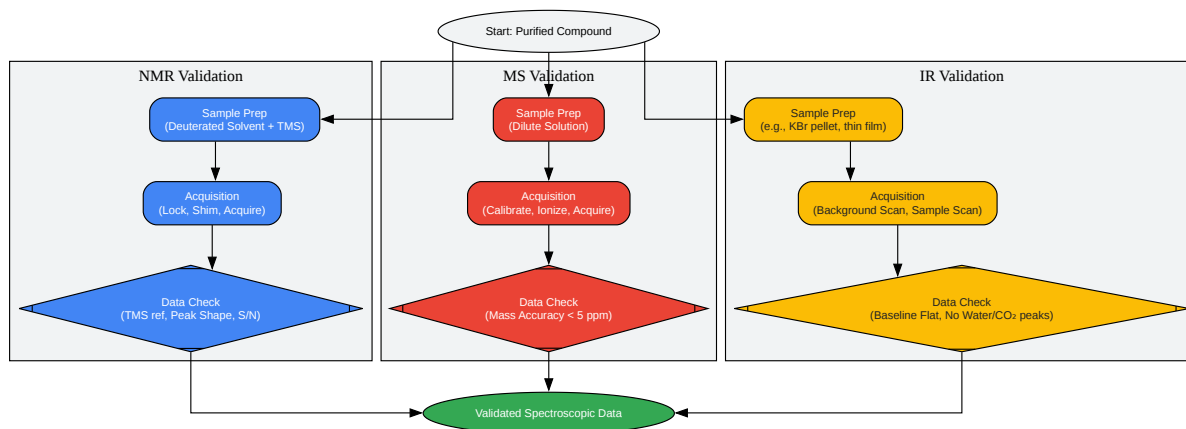 Start: Purified Compound
NMR Validation
Sample Prep
(Deuterated Solvent + TMS)
Acquisition
(Lock, Shim, Acquire)
Data Check
(TMS ref, Peak Shape, S/N)
MS Validation
Sample Prep
(Dilute Solution)
Acquisition
(Calibrate, Ionize, Acquire)
Data Check
(Mass Accuracy < 5 ppm)
IR Validation
Sample Prep
(e.g., KBr pellet, thin film)
Acquisition
(Background Scan, Sample Scan)
Data Check
(Baseline Flat, No Water/CO₂ peaks)
Validated Spectroscopic Data